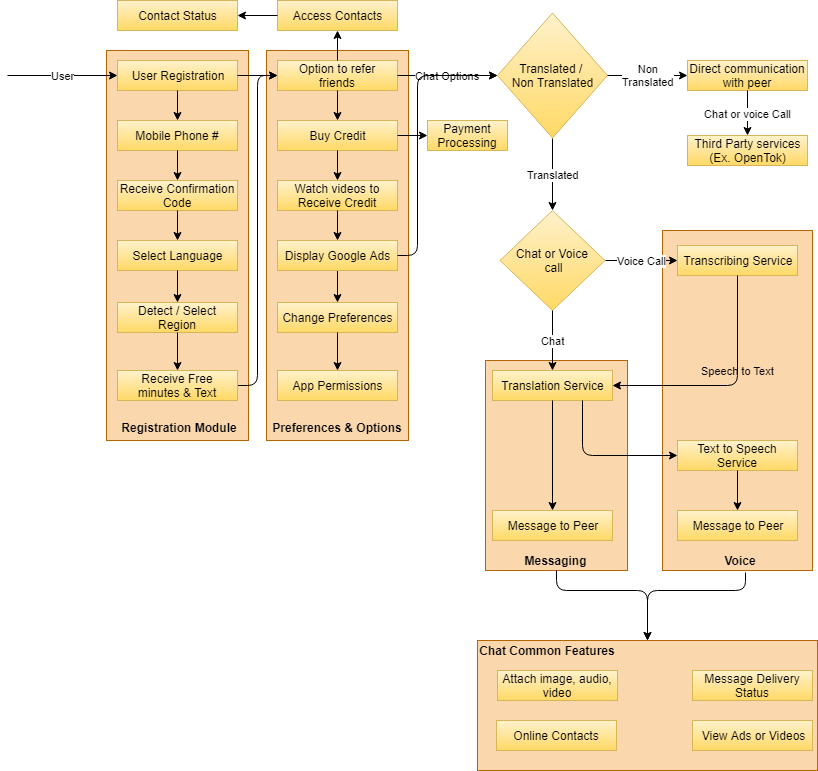 Contact Status
Access Contacts
User
User Registration
Mobile Phone #
Receive Confirmation
Code
Select Language
Detect / Select
Region
Receive Free
minutes & Text
Registration Module
Option to refer
friends
Buy Credit
Watch videos to
Receive Credit
Display Google Ads
Change Preferences
App Permissions
Preferences & Options
Chat Options
Payment
Processing
Translated /
Non Translated
Non
Translated
Direct communication
with peer
Chat or voice Call
Third Party services
(Ex. OpenTok)
Translated
Chat or Voice
call
Voice Call
Transcribing Service
Chat
Speech to Text
Translation Service
Text to Speech
Service
Message to Peer
Message to Peer
Messaging
Voice
Chat Common Features
Attach image, audio,
video
Message Delivery
Status
Online Contacts
View Ads or Videos